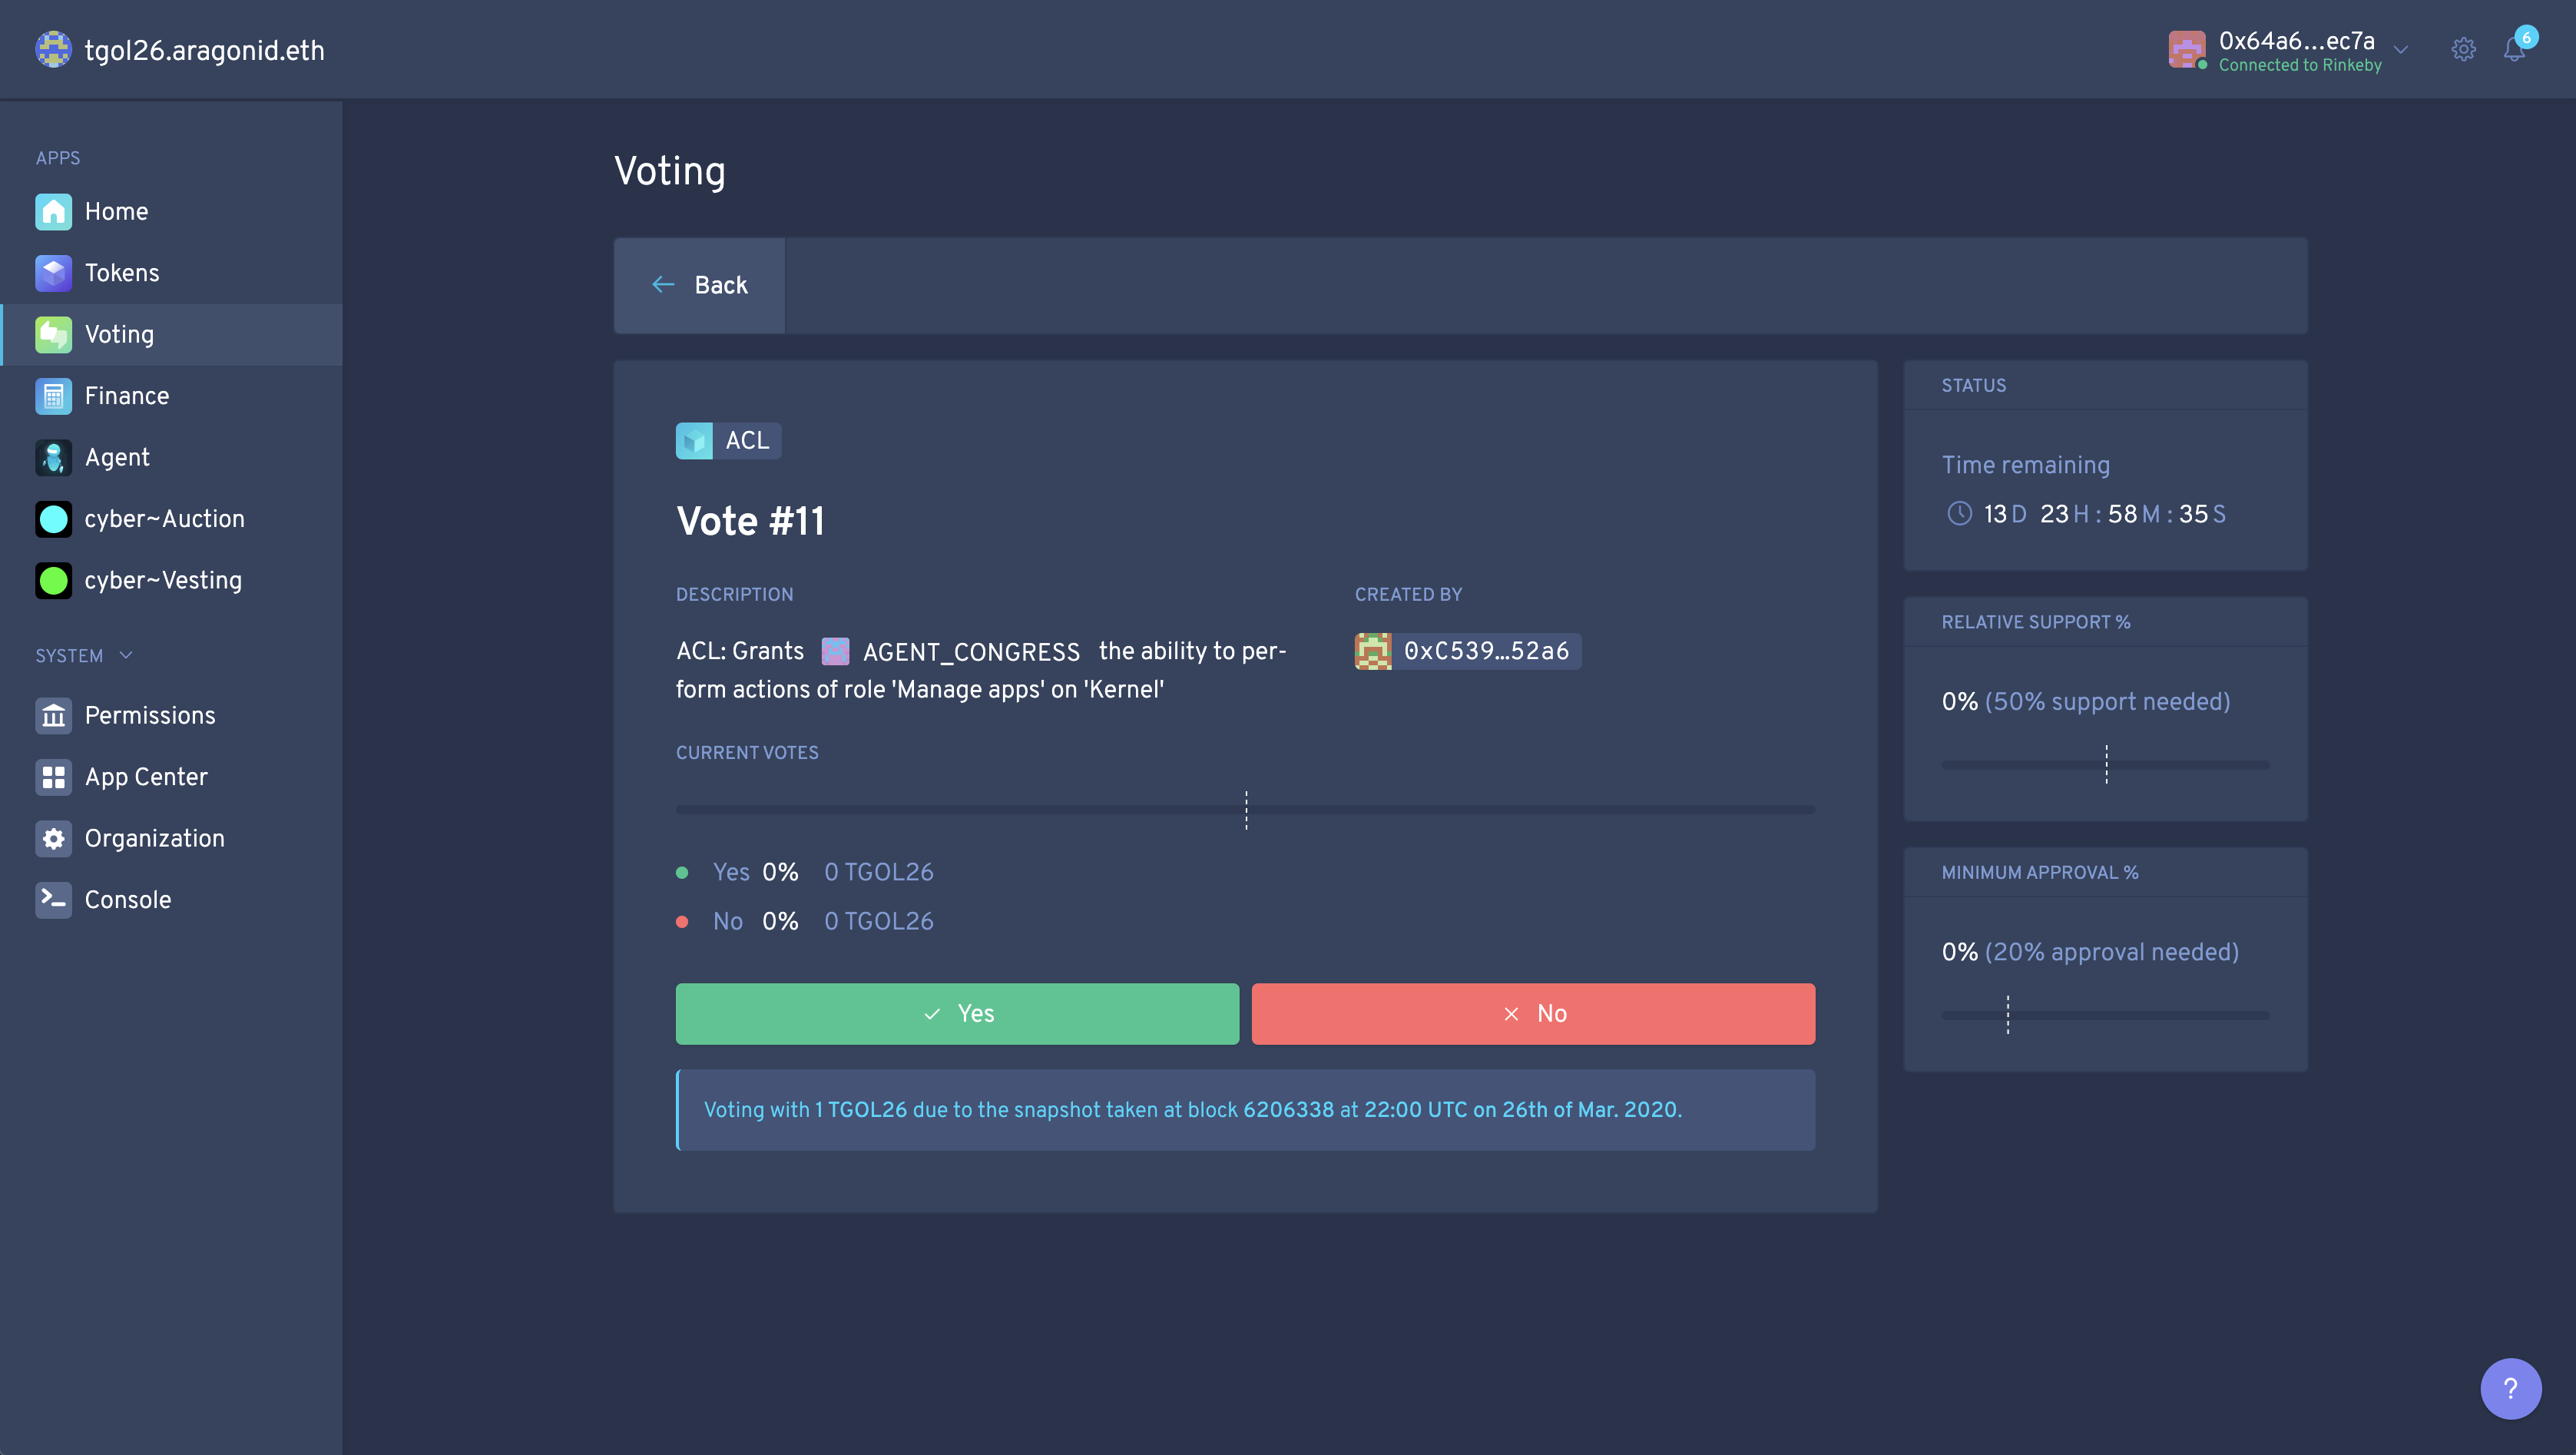 tgol26.aragonid.eth
0x64a6...ec7a
Connected to Rinkeby
6
APPS
Home
Tokens
Voting
Finance
Agent
cyber~Auction
cyber~Vesting
SYSTEM
Permissions
App Center
Organization
Console
Voting
Back
ACL
Vote #11
DESCRIPTION
ACL: Grants AGENT_CONGRESS the ability to per-
form actions of role 'Manage apps' on 'Kernel'
CREATED BY
0xC539…52a6
CURRENT VOTES
Yes 0% 0 TGOL26
No 0% 0 TGOL26
Yes
No
Voting with 1 TGOL26 due to the snapshot taken at block 6206338 at 22:00 UTC on 26th of Mar. 2020.
STATUS
Time remaining
13 D 23 H : 58 M : 35 S
RELATIVE SUPPORT %
0% (50% support needed)
MINIMUM APPROVAL %
0% (20% approval needed)
?